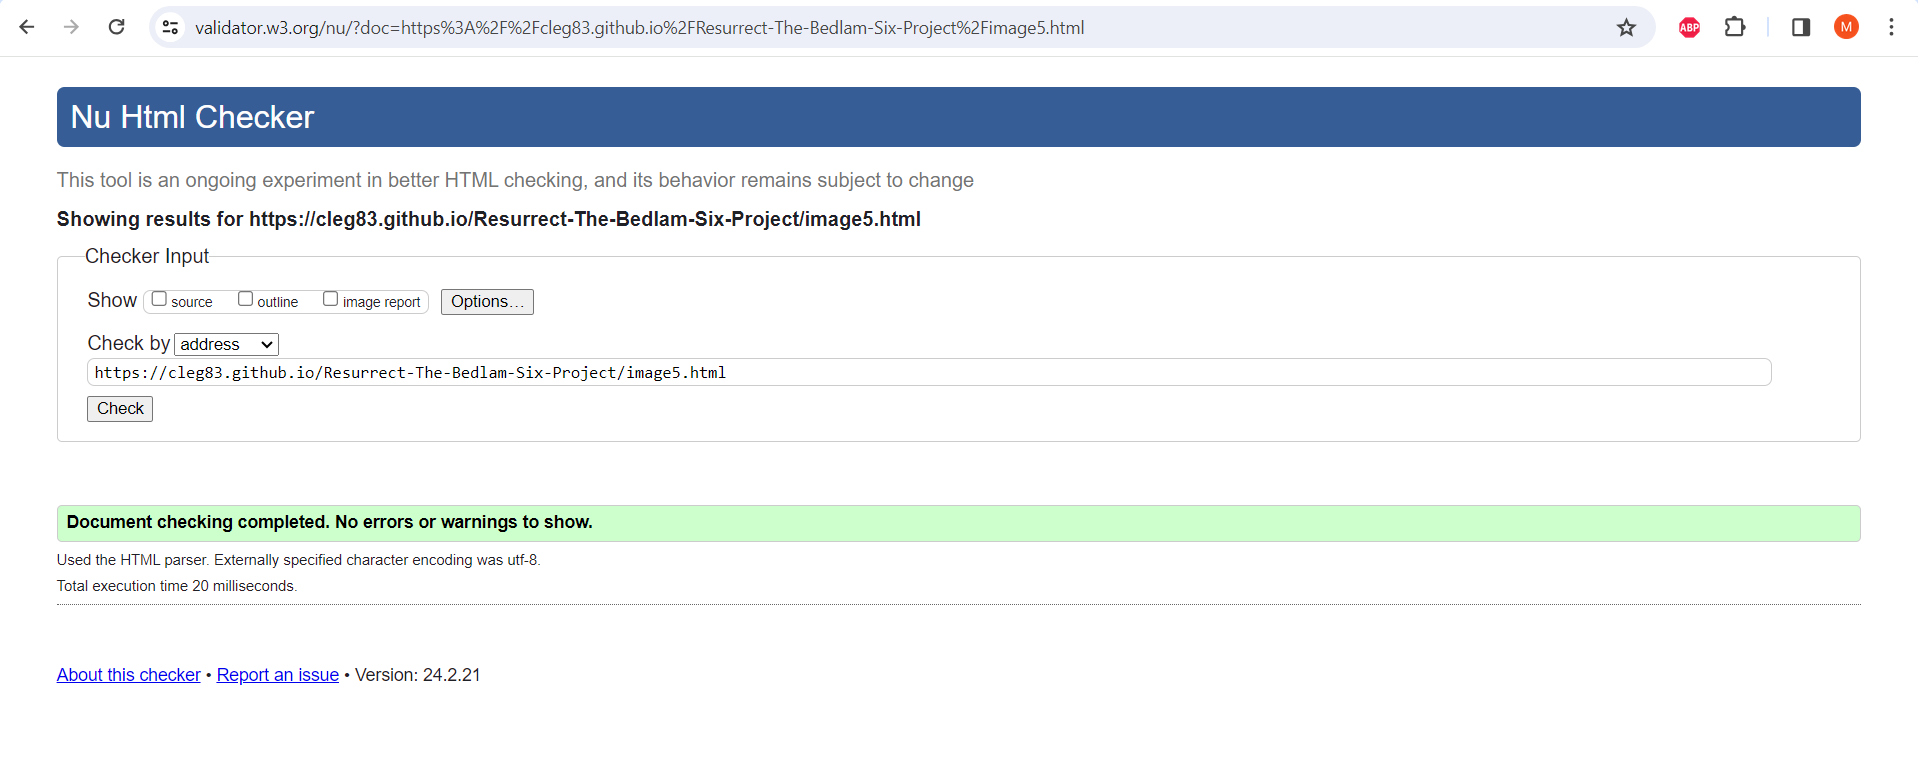 validator.w3.org/nu/?doc=https%3A%2F%2Fcleg83.github.io%2FResurrect-The-Bedlam-Six-Project%2Fimage5.html
ABP
M
Nu Html Checker
This tool is an ongoing experiment in better HTML checking, and its behavior remains subject to change
Showing results for https://cleg83.github.io/Resurrect-The-Bedlam-Six-Project/image5.html
Checker Input
Show source outline image report Options…
Check by address
https://cleg83.github.io/Resurrect-The-Bedlam-Six-Project/image5.html
Check
Document checking completed. No errors or warnings to show.
Used the HTML parser. Externally specified character encoding was utf-8.
Total execution time 20 milliseconds.
About this checker • Report an issue • Version: 24.2.21